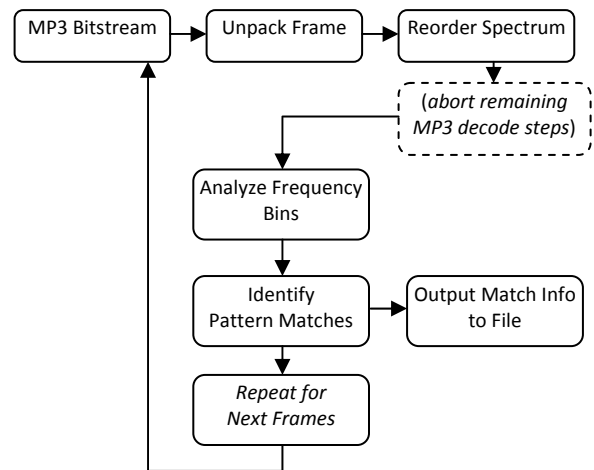 MP3 Bitstream
Unpack Frame
Reorder Spectrum
(abort remaining
MP3 decode steps)
Analyze Frequency
Bins
Identify
Pattern Matches
Output Match Info
to File
Repeat for
Next Frames